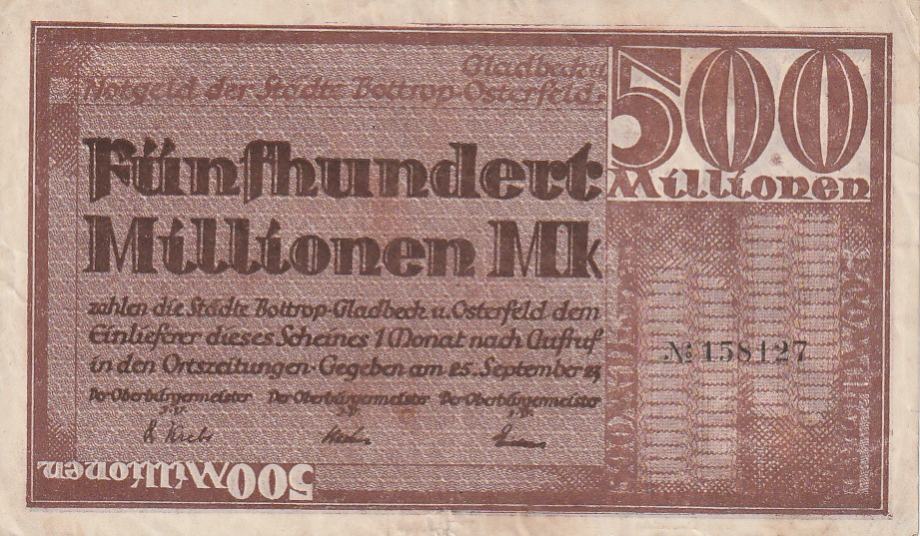 Gladbeck u.
Notgeld der Städte Bottrop-Osterfeld
500
Millionen
Fünfhundert
Millionen Mk
zahlen die Städte Bottrop-Gladbeck u. Osterfeld dem
Einlieferer dieses Scheines 1 Monat nach Aufruf
in den Ortszeitungen · Gegeben am 25. September 23
Der Oberbürgermeister Der Oberbürgermeister Der Oberbürgermeister
№ 158127
500 Millionen